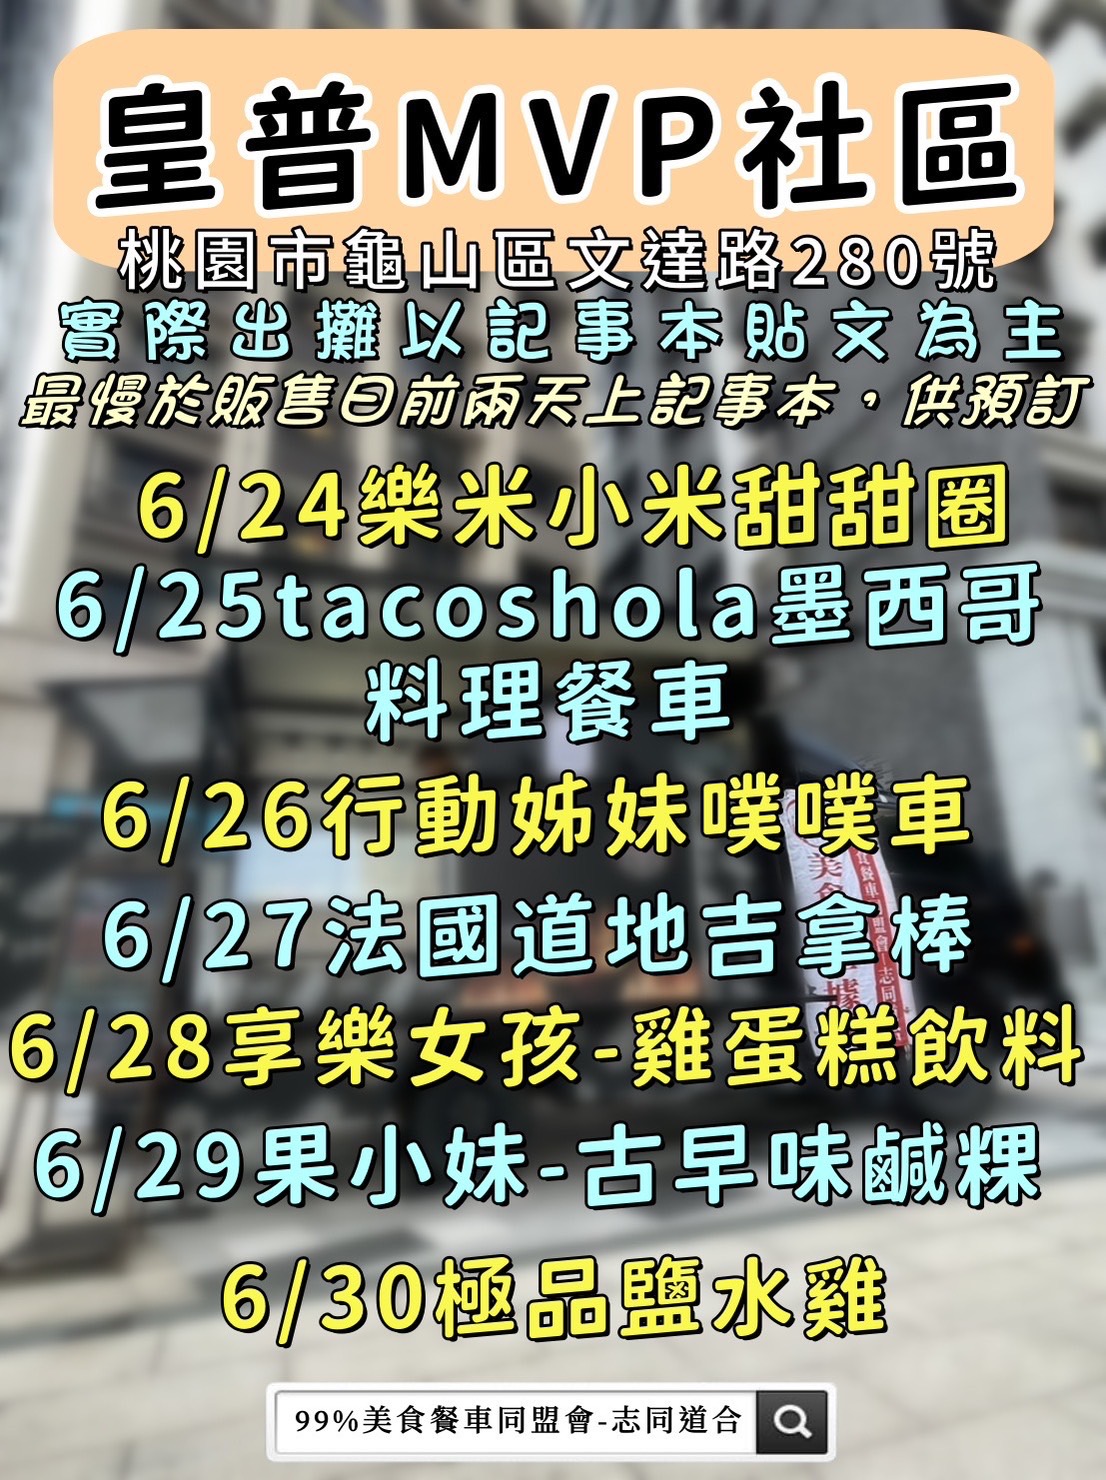 皇普MVP社區
桃園市龜山區文達路280號
實際出攤以記事本貼文為主
最慢於販售日前兩天上記事本，供預訂
6/24樂米小米甜甜圈
6/25tacoshola墨西哥
料理餐車
6/26行動姊妹噗噗車
6/27法國道地吉拿棒
6/28享樂女孩-雞蛋糕飲料
6/29果小妹-古早味鹹粿
6/30極品鹽水雞
99%美食餐車同盟會-志同道合